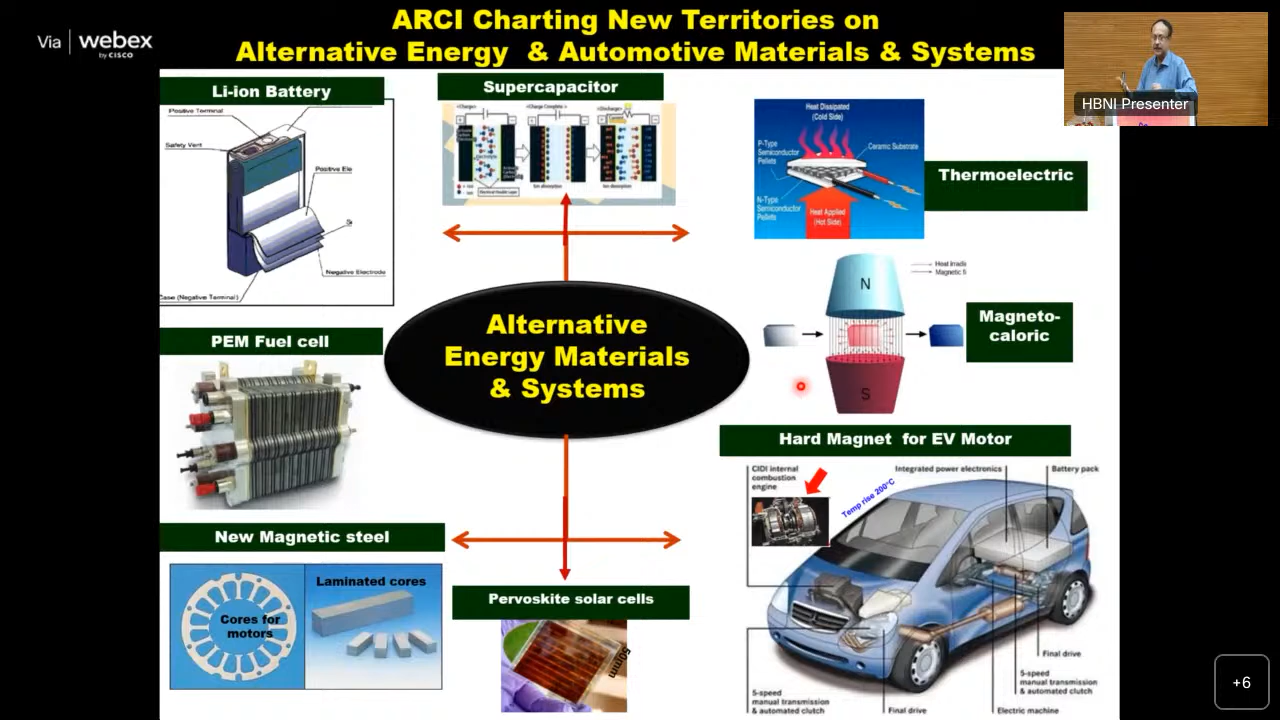 ARCI Charting New Territories on
Alternative Energy & Automotive Materials & Systems
Via | webex
by CISCO
HBNI Presenter
Li-ion Battery
Positive Terminal
Safety Vent
Positive Ele
Negative Electrode
Case (Negative Terminal)
Supercapacitor
Heat Dissipated
(Cold Side)
P-Type
Semiconductor
Pellets
Ceramic Substrate
N-Type
Semiconductor
Pellets
Heat Applied
(Hot Side)
Thermoelectric
N
S
Magneto-
caloric
Alternative
Energy Materials
& Systems
PEM Fuel cell
Hard Magnet for EV Motor
CIDI internal
combustion
engine
Integrated power electronics
Battery pack
Temp rise 200°C
Final drive
5-speed
manual transmission
& automated clutch
5-speed
manual transmission
& automated clutch
Final drive
Electric machine
New Magnetic steel
Cores for
motors
Laminated cores
Pervoskite solar cells
50mm
+6